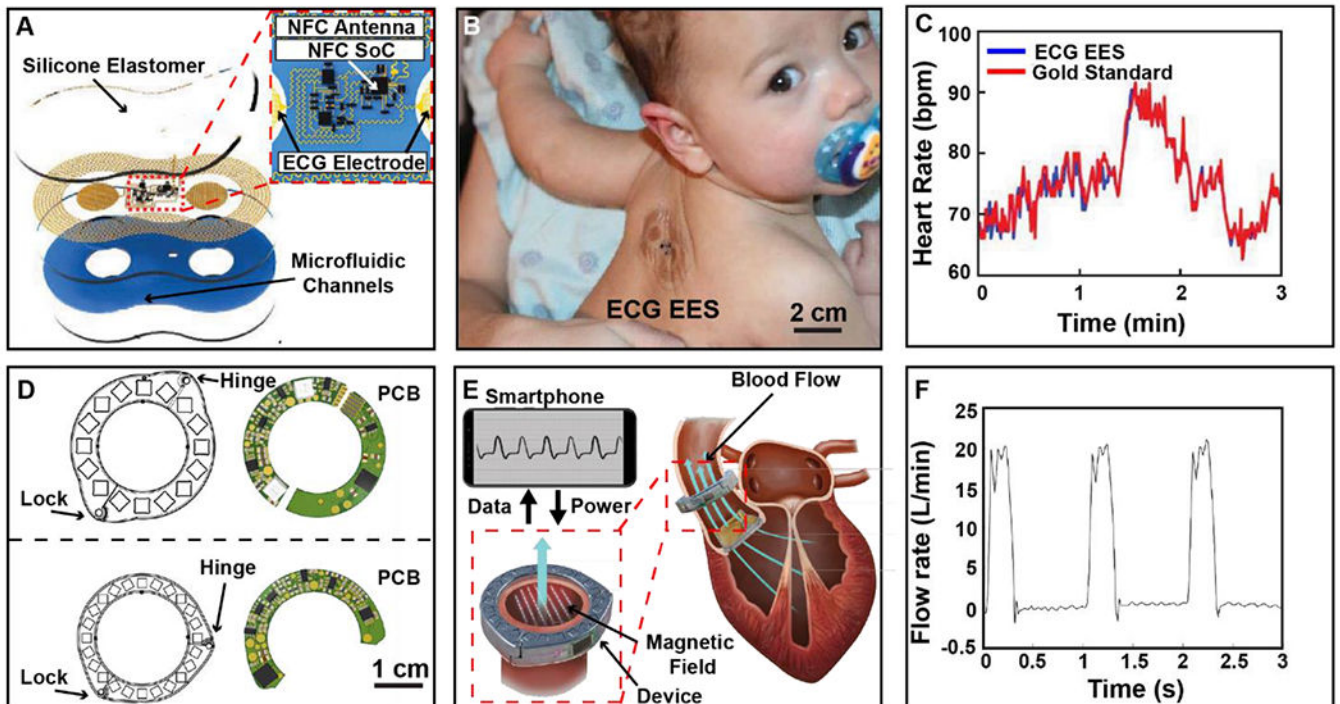 A
NFC Antenna
NFC SoC
Silicone Elastomer
ECG Electrode
Microfluidic
Channels
B
ECG EES
2 cm
C
100
90
80
70
60
Heart Rate (bpm)
ECG EES
Gold Standard
0 1 2 3
Time (min)
D
Hinge
PCB
Lock
Hinge
PCB
Lock
1 cm
E
Smartphone
Blood Flow
Data
Power
Magnetic
Field
Device
F
25
20
15
10
5
0
-0.5
Flow rate (L/min)
0 0.5 1 1.5 2 2.5 3
Time (s)